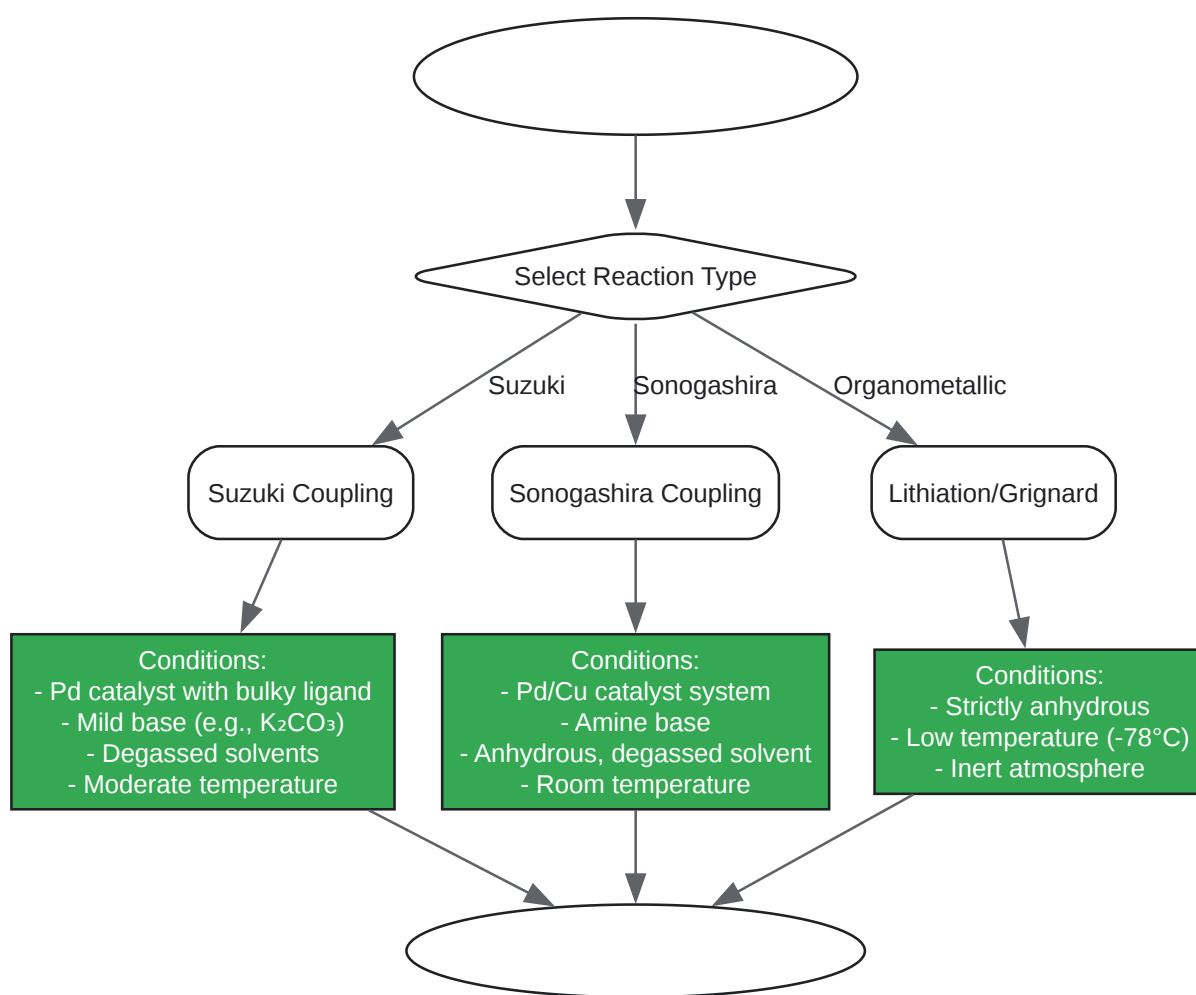 Select Reaction Type
Suzuki
Sonogashira
Organometallic
Suzuki Coupling
Sonogashira Coupling
Lithiation/Grignard
Conditions:
- Pd catalyst with bulky ligand
- Mild base (e.g., K₂CO₃)
- Degassed solvents
- Moderate temperature
Conditions:
- Pd/Cu catalyst system
- Amine base
- Anhydrous, degassed solvent
- Room temperature
Conditions:
- Strictly anhydrous
- Low temperature (-78°C)
- Inert atmosphere